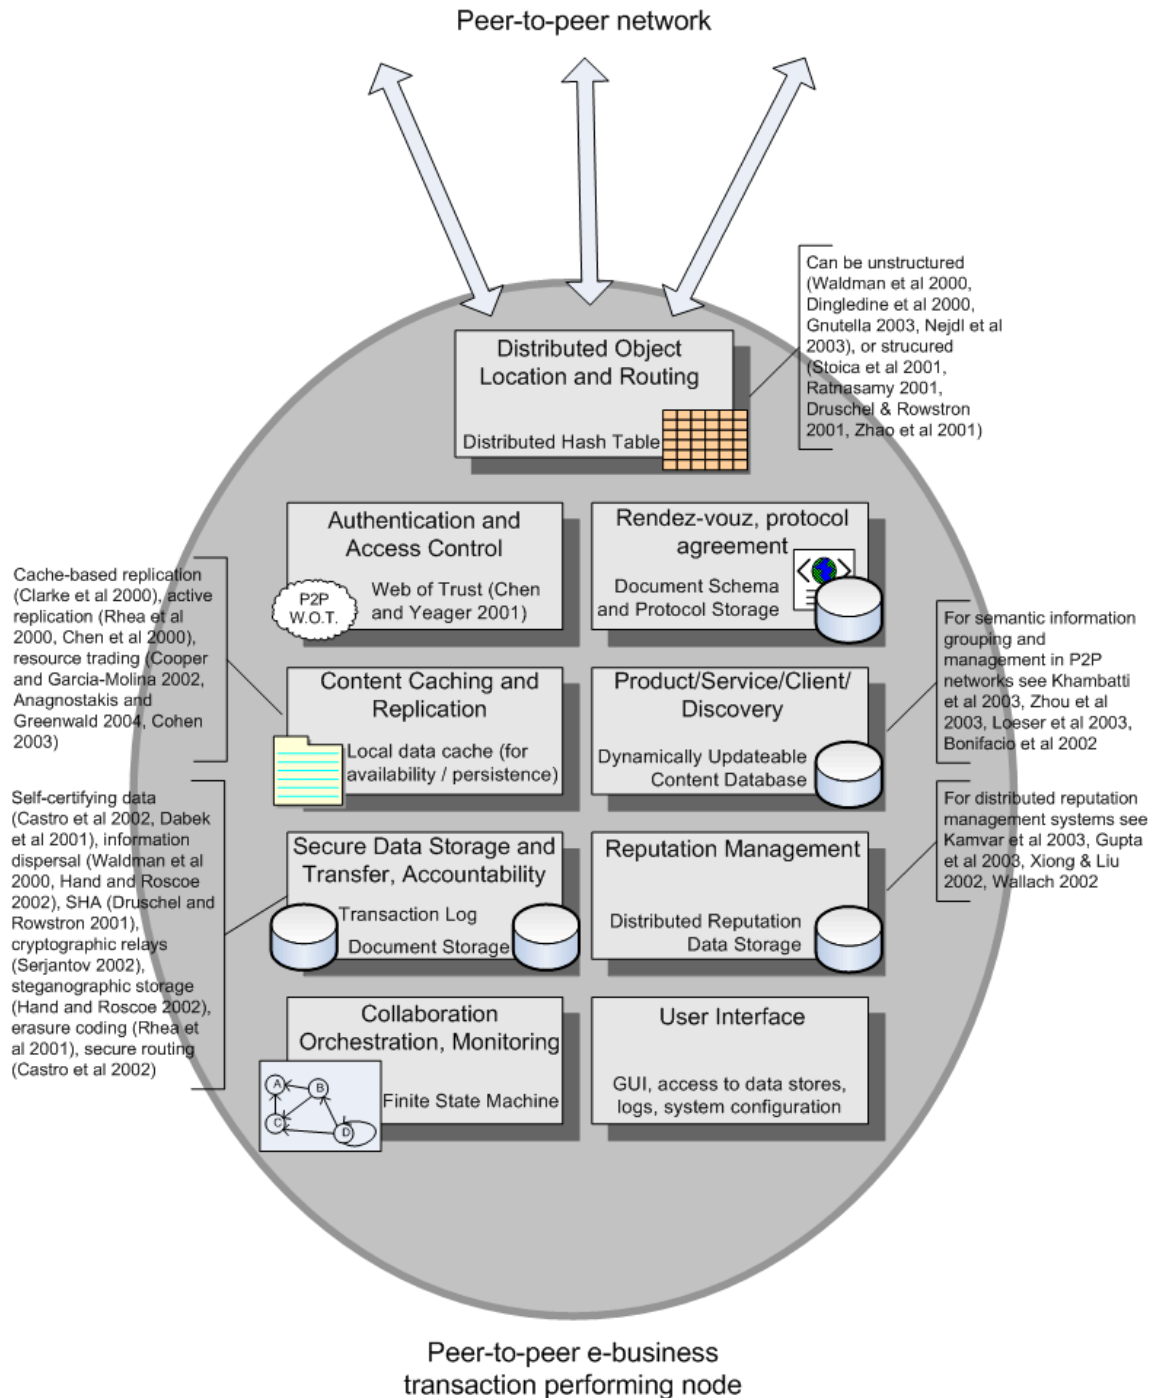 Peer-to-peer network
Can be unstructured
(Waldman et al 2000,
Dingledine et al 2000,
Gnutella 2003, Nejdl et al
2003), or strucured
(Stoica et al 2001,
Ratnasamy 2001,
Druschel & Rowstron
2001, Zhao et al 2001)
Distributed Object
Location and Routing
Distributed Hash Table
Authentication and
Access Control
P2P
W.O.T.
Web of Trust (Chen
and Yeager 2001)
Rendez-vouz, protocol
agreement
Document Schema
and Protocol Storage
Cache-based replication
(Clarke et al 2000), active
replication (Rhea et al
2000, Chen et al 2000),
resource trading (Cooper
and Garcia-Molina 2002,
Anagnostakis and
Greenwald 2004, Cohen
2003)
Content Caching and
Replication
Local data cache (for
availability / persistence)
Product/Service/Client/
Discovery
Dynamically Updateable
Content Database
For semantic information
grouping and
management in P2P
networks see Khambatti
et al 2003, Zhou et al
2003, Loeser et al 2003,
Bonifacio et al 2002
Self-certifying data
(Castro et al 2002, Dabek
et al 2001), information
dispersal (Waldman et al
2000, Hand and Roscoe
2002), SHA (Druschel and
Rowstron 2001),
cryptographic relays
(Serjantov 2002),
steganographic storage
(Hand and Roscoe 2002),
erasure coding (Rhea et
al 2001), secure routing
(Castro et al 2002)
Secure Data Storage and
Transfer, Accountability
Transaction Log
Document Storage
Reputation Management
Distributed Reputation
Data Storage
For distributed reputation
management systems see
Kamvar et al 2003, Gupta
et al 2003, Xiong & Liu
2002, Wallach 2002
Collaboration
Orchestration, Monitoring
A
B
C
D
Finite State Machine
User Interface
GUI, access to data stores,
logs, system configuration
Peer-to-peer e-business
transaction performing node